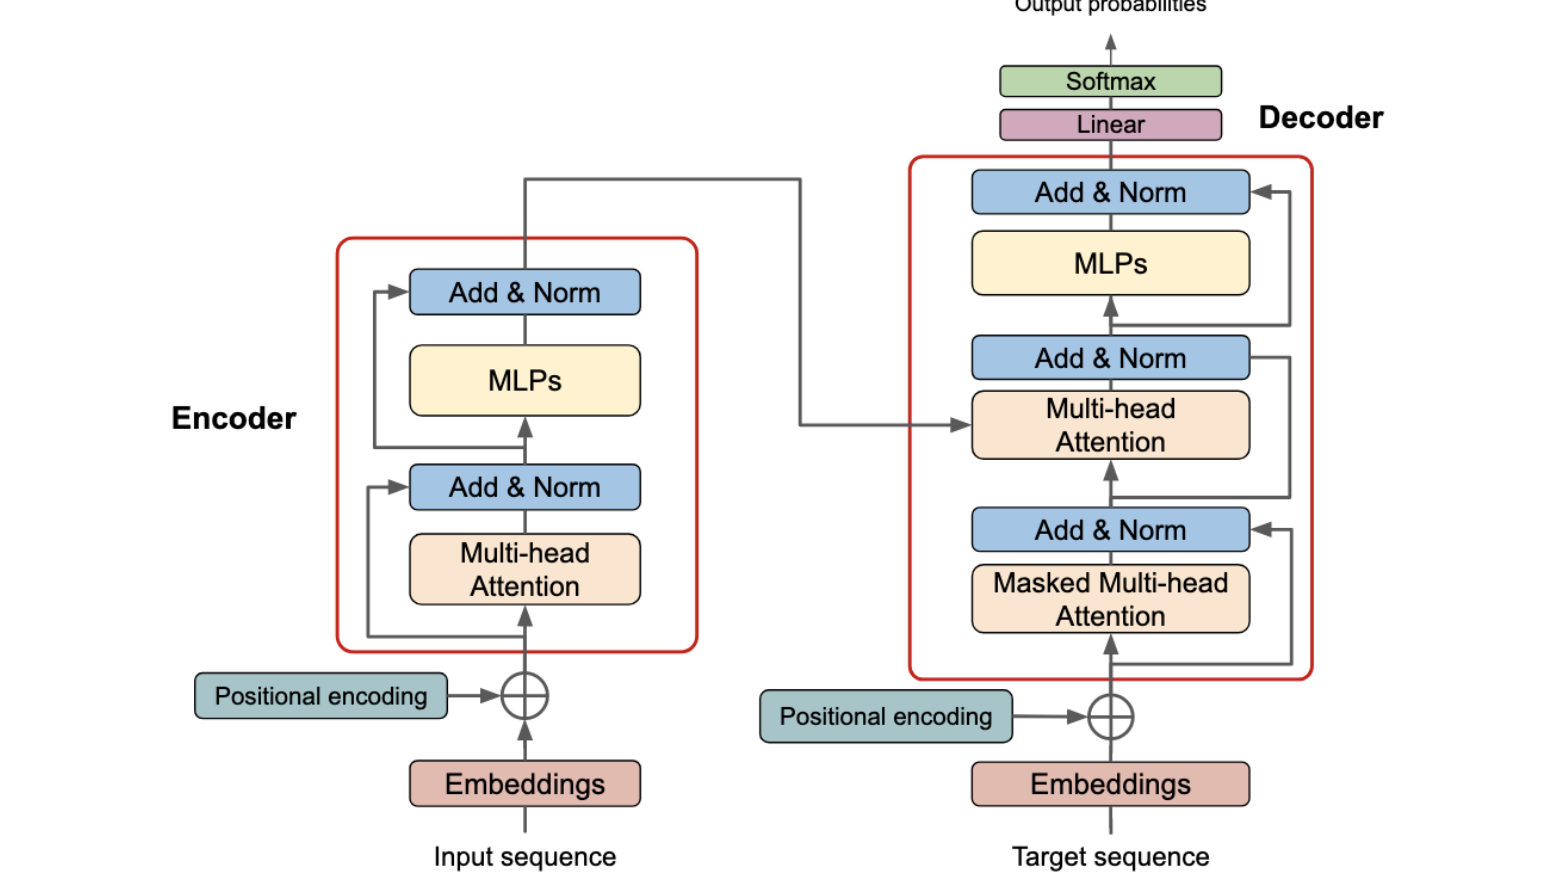 Output probabilities
Softmax
Linear
Decoder
Add & Norm
MLPs
Add & Norm
Multi-head
Attention
Add & Norm
Masked Multi-head
Attention
Positional encoding
Embeddings
Target sequence
Encoder
Add & Norm
MLPs
Add & Norm
Multi-head
Attention
Positional encoding
Embeddings
Input sequence